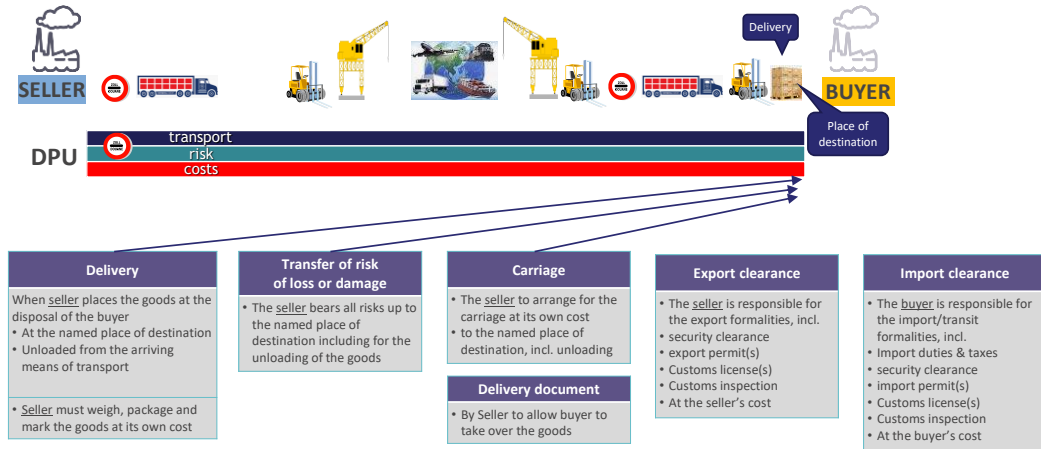 Delivery
SELLER
BUYER
ZOLL
DOUANE
ZOLL
DOUANE
Place of
destination
DPU
ZOLL
DOUANE
transport
risk
costs
Delivery
When seller places the goods at the
disposal of the buyer
• At the named place of destination
• Unloaded from the arriving
means of transport
• Seller must weigh, package and
mark the goods at its own cost
Transfer of risk
of loss or damage
• The seller bears all risks up to
the named place of
destination including for the
unloading of the goods
Carriage
• The seller to arrange for the
carriage at its own cost
• to the named place of
destination, incl. unloading
Delivery document
• By Seller to allow buyer to
take over the goods
Export clearance
• The seller is responsible for
the export formalities, incl.
• security clearance
• export permit(s)
• Customs license(s)
• Customs inspection
• At the seller’s cost
Import clearance
• The buyer is responsible for
the import/transit
formalities, incl.
• Import duties & taxes
• security clearance
• import permit(s)
• Customs license(s)
• Customs inspection
• At the buyer’s cost